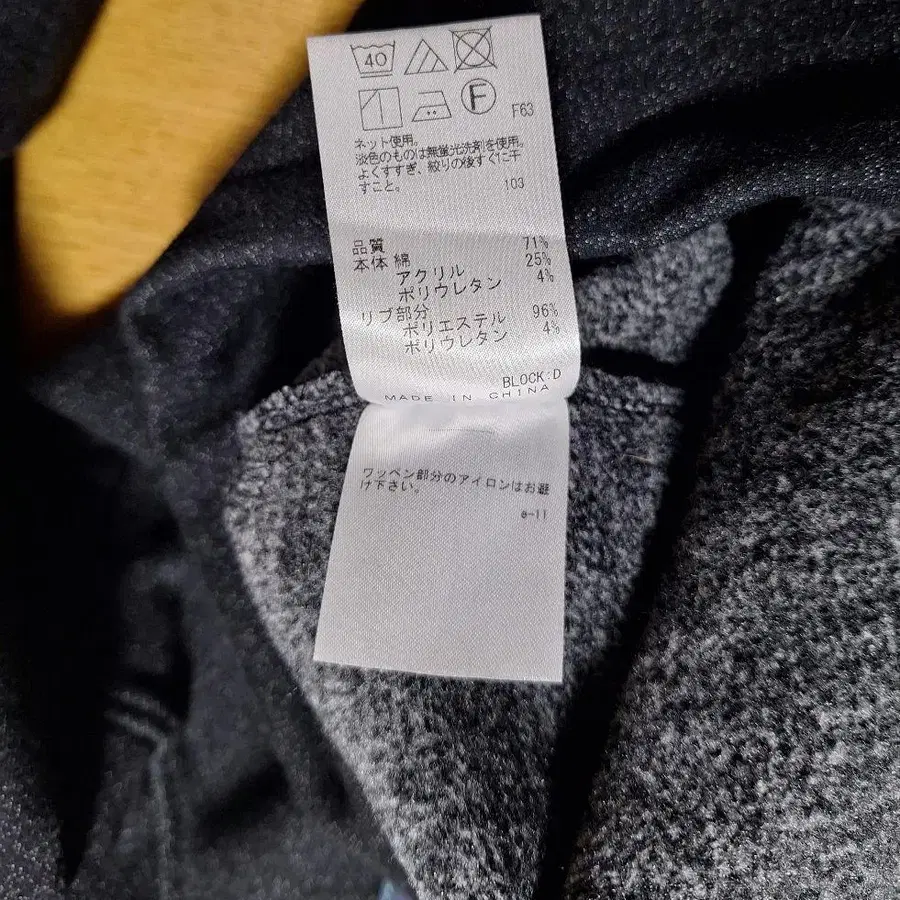 40
F
F63
ネット使用。
淡色のものは無蛍光洗剤を使用。
よくすすぎ、絞りの後すぐに干
すこと。
103
品質
本体 綿 71%
アクリル 25%
ポリウレタン 4%
リブ部分
ポリエステル 96%
ポリウレタン 4%
BLOCK:D
MADE IN CHINA
ワッペン部分のアイロンはお避
け下さい。
e-11